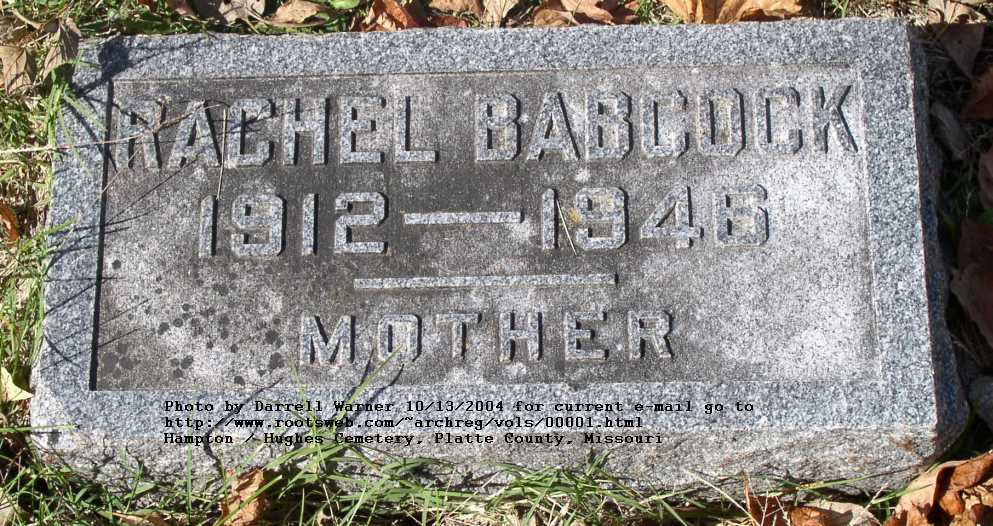 RACHEL BABCOCK
1912 — 1946
MOTHER
Photo by Darrell Warner 10/13/2004 for current e-mail go to
http://www.rootsweb.com/~archreg/vols/00001.html
Hampton / Hughes Cemetery, Platte County, Missouri